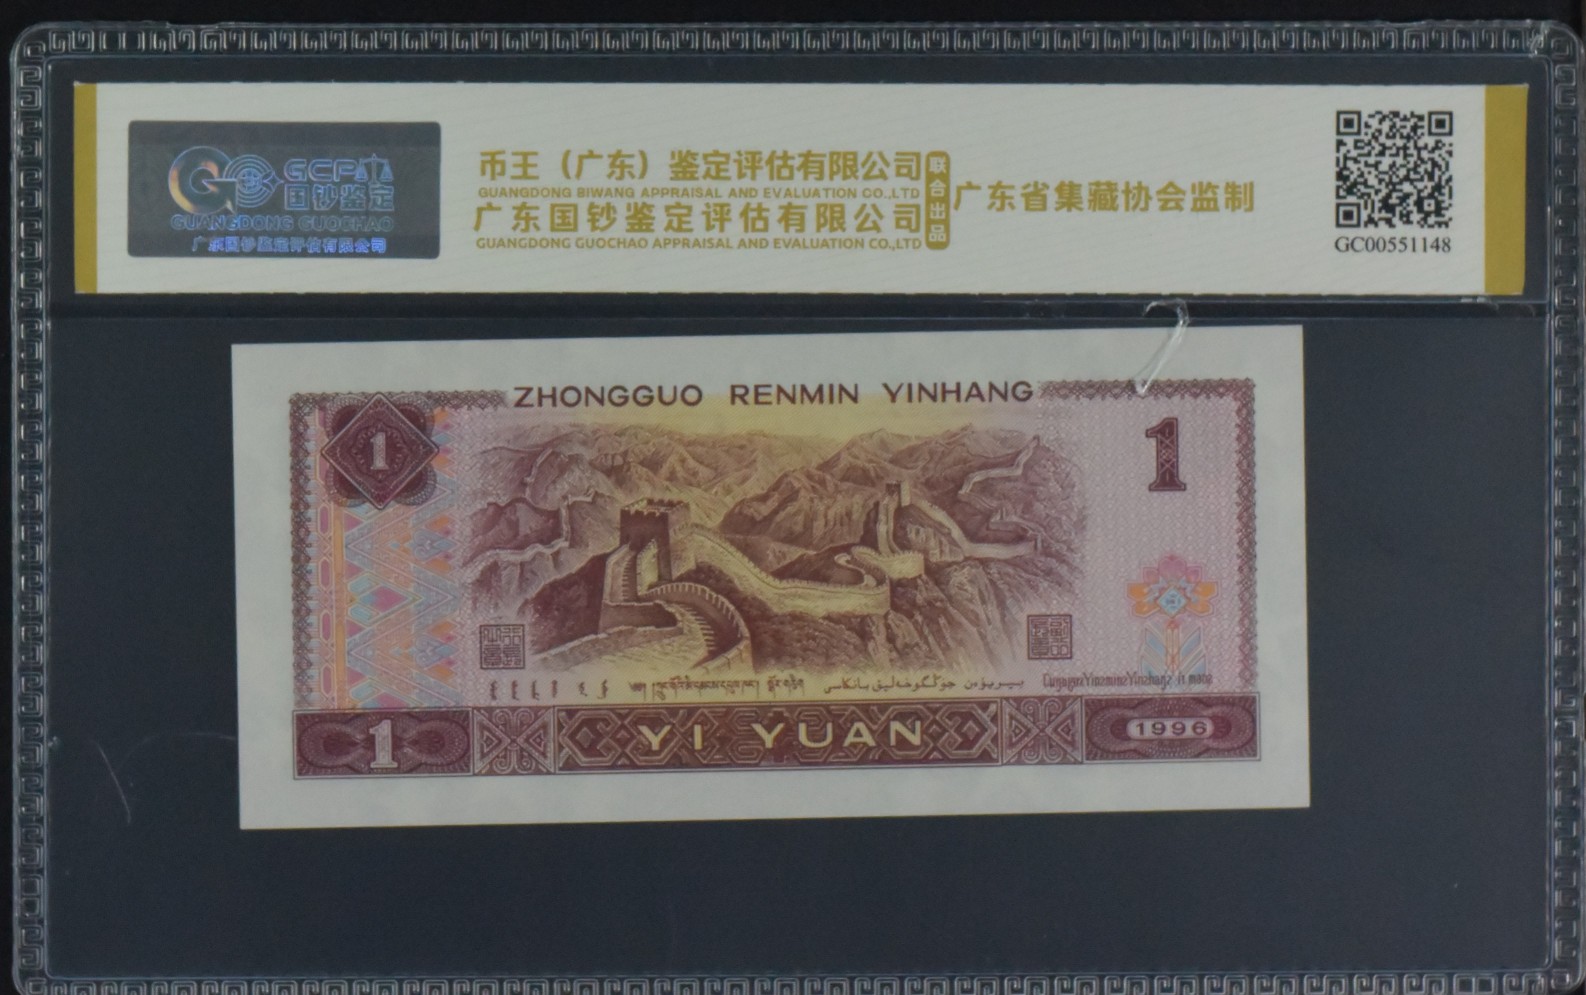 GCP
国钞鉴定
GUANGDONG GUOCHAO
广东国钞鉴定评估有限公司
币王（广东）鉴定评估有限公司
GUANGDONG BIWANG APPRAISAL AND EVALUATION CO.,LTD
广东国钞鉴定评估有限公司
GUANGDONG GUOCHAO APPRAISAL AND EVALUATION CO.,LTD
联合出品
广东省集藏协会监制
GC00551148
ZHONGGUO RENMIN YINHANG
1
1
1
YI YUAN
1996